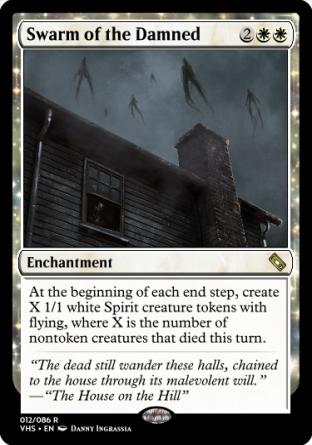 Swarm of the Damned 2
Enchantment
At the beginning of each end step, create
X 1/1 white Spirit creature tokens with
flying, where X is the number of
nontoken creatures that died this turn.
“The dead still wander these halls, chained
to the house through its malevolent will.”
—“The House on the Hill”
012/086 R
VHS • EN Danny Ingrassia